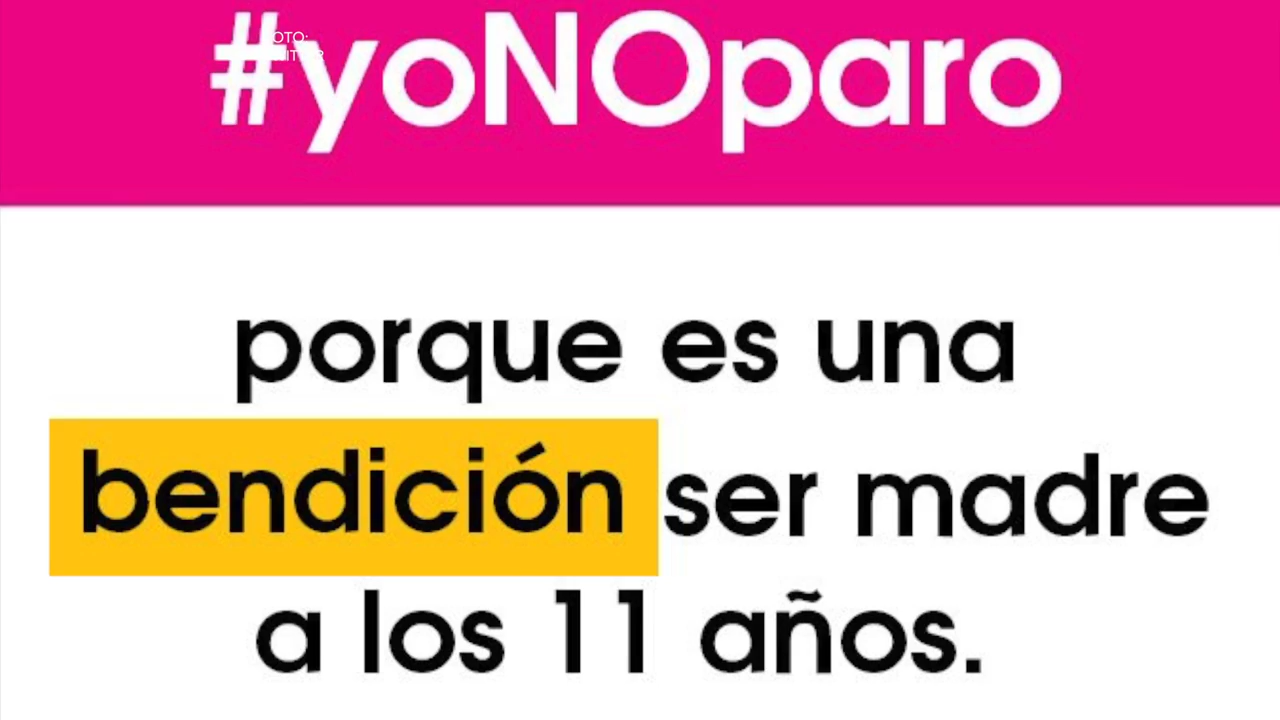 #yoNOparo
porque es una
bendición ser madre
a los 11 años.